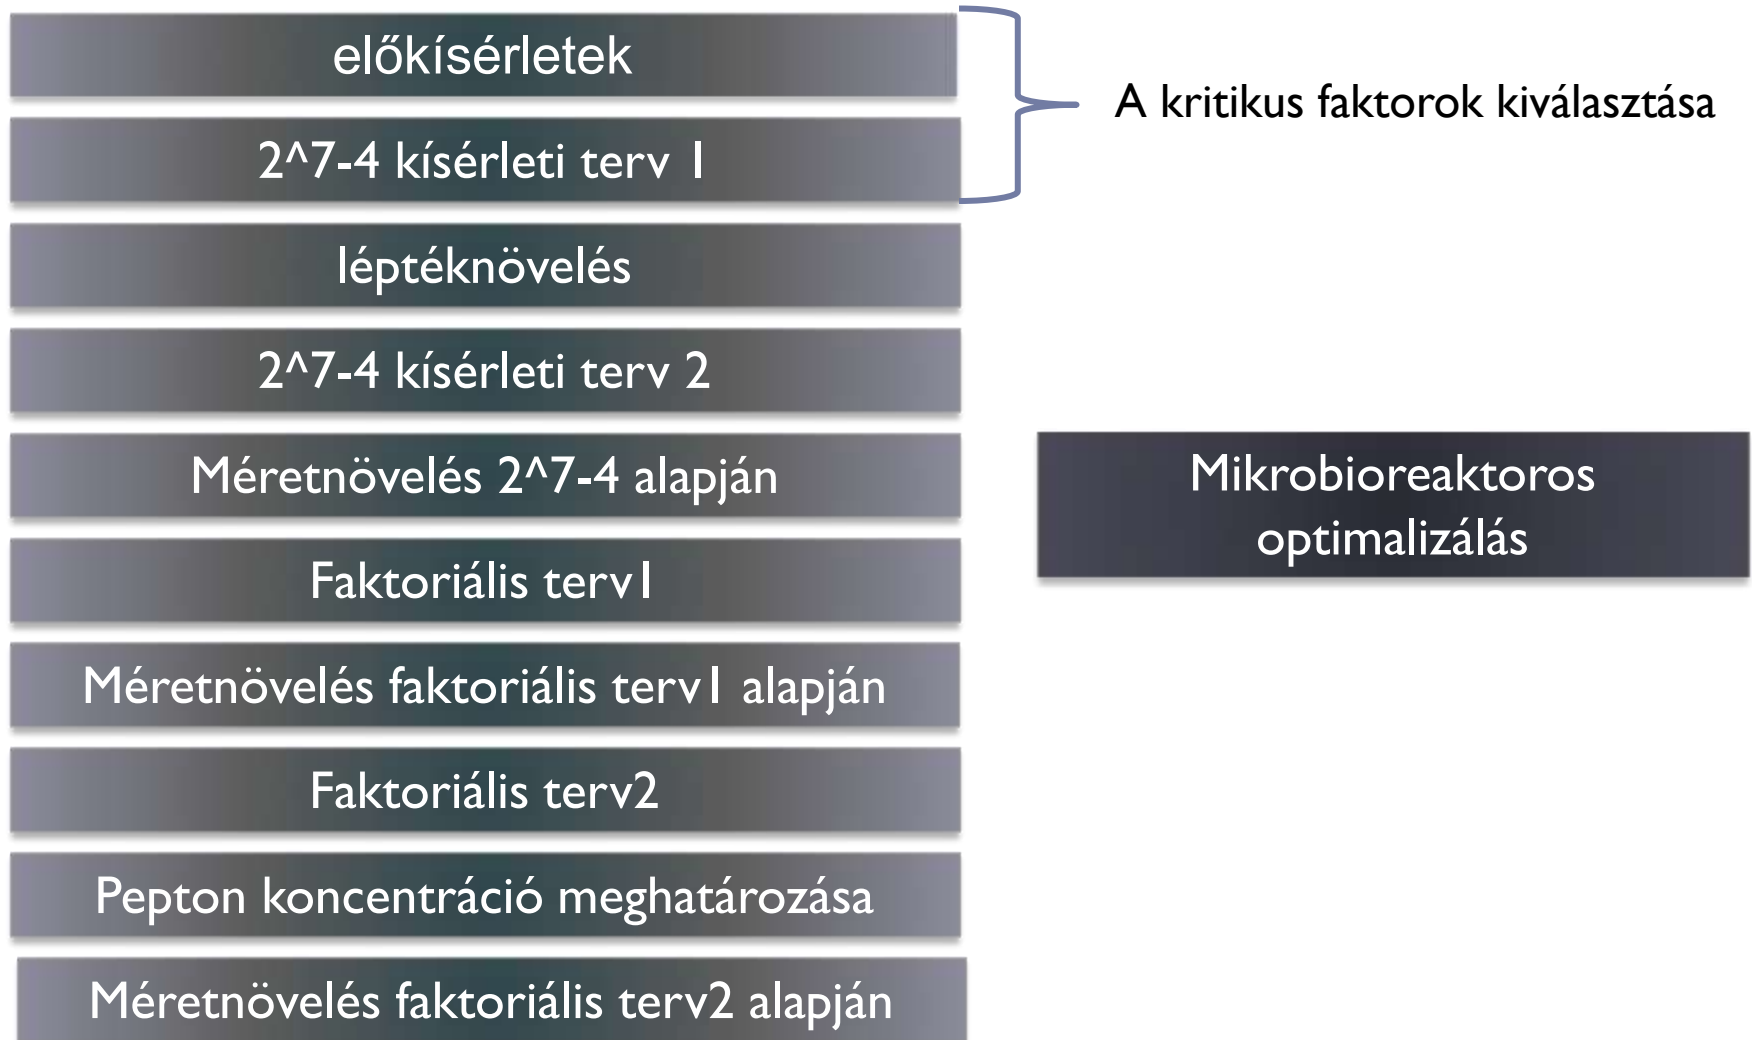 előkísérletek
A kritikus faktorok kiválasztása
2^7-4 kísérleti terv 1
léptéknövelés
2^7-4 kísérleti terv 2
Méretnövelés 2^7-4 alapján
Mikrobioreaktoros
optimalizálás
Faktoriális terv1
Méretnövelés faktoriális terv1 alapján
Faktoriális terv2
Pepton koncentráció meghatározása
Méretnövelés faktoriális terv2 alapján